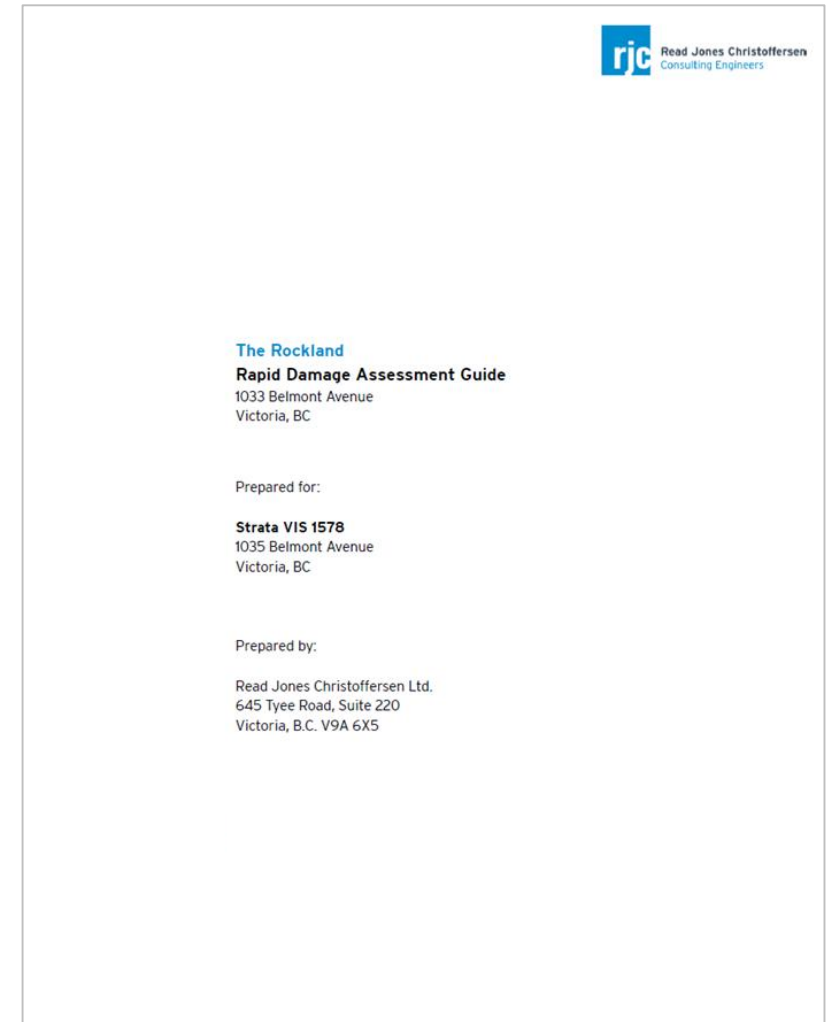 rjc
Read Jones Christoffersen
Consulting Engineers
The Rockland
Rapid Damage Assessment Guide
1033 Belmont Avenue
Victoria, BC
Prepared for:
Strata VIS 1578
1035 Belmont Avenue
Victoria, BC
Prepared by:
Read Jones Christoffersen Ltd.
645 Tyee Road, Suite 220
Victoria, B.C. V9A 6X5